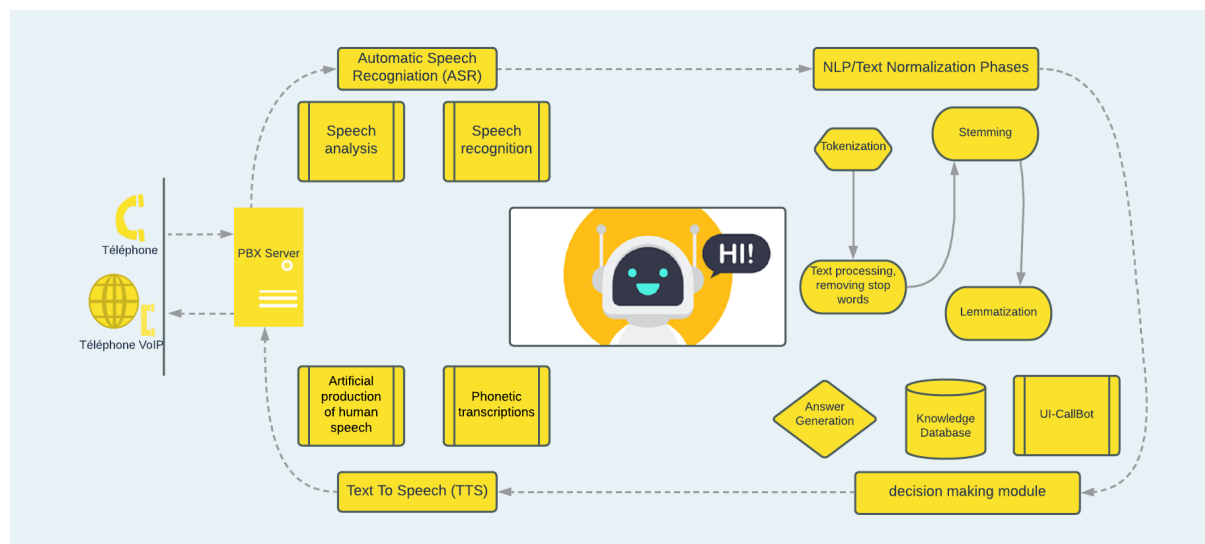 Automatic Speech
Recogniation (ASR)
NLP/Text Normalization Phases
Speech
analysis
Speech
recognition
Tokenization
Stemming
Téléphone
PBX Server
HI!
Text processing,
removing stop
words
Lemmatization
Téléphone VoIP
Artificial
production
of human
speech
Phonetic
transcriptions
Answer
Generation
Knowledge
Database
UI-CallBot
Text To Speech (TTS)
decision making module